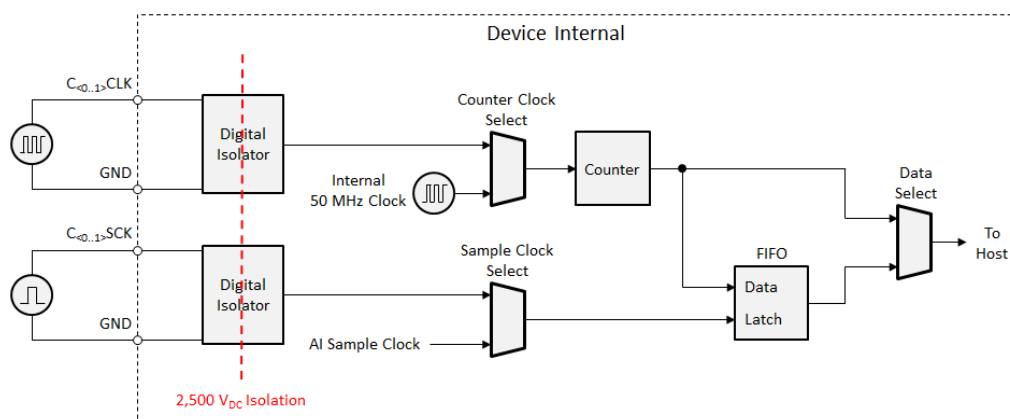 Device Internal
C<0..1>CLK
Digital
Isolator
GND
Counter Clock
Select
Internal
50 MHz Clock
Counter
Data
Select
To
Host
C<0..1>SCK
Digital
Isolator
GND
Sample Clock
Select
AI Sample Clock
FIFO
Data
Latch
2,500 VDC Isolation